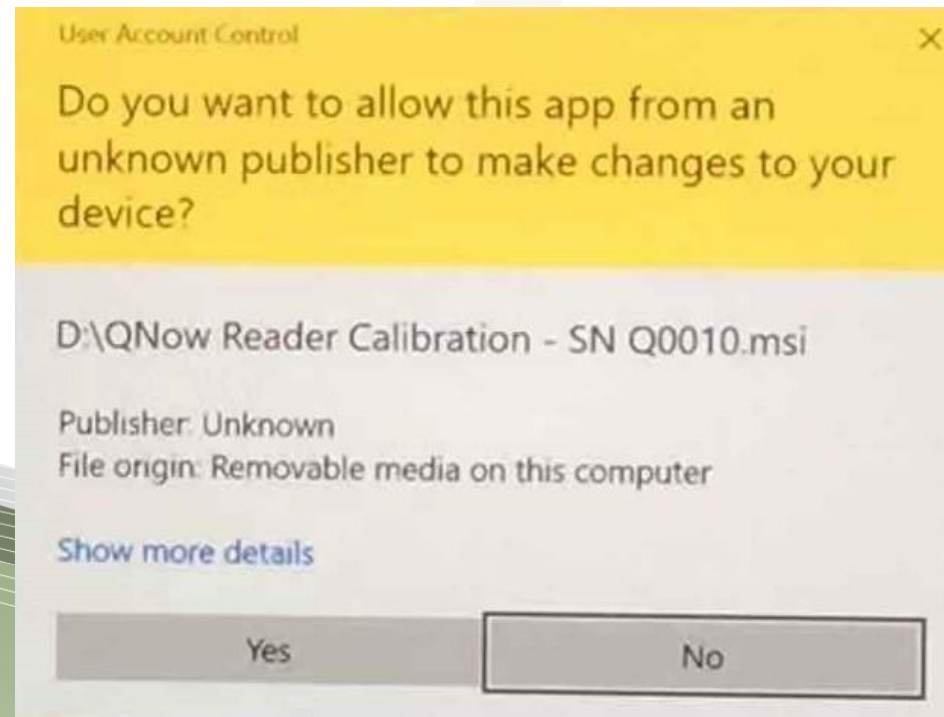 User Account Control
Do you want to allow this app from an
unknown publisher to make changes to your
device?
D:\QNow Reader Calibration - SN Q0010.msi
Publisher: Unknown
File origin: Removable media on this computer
Show more details
Yes
No